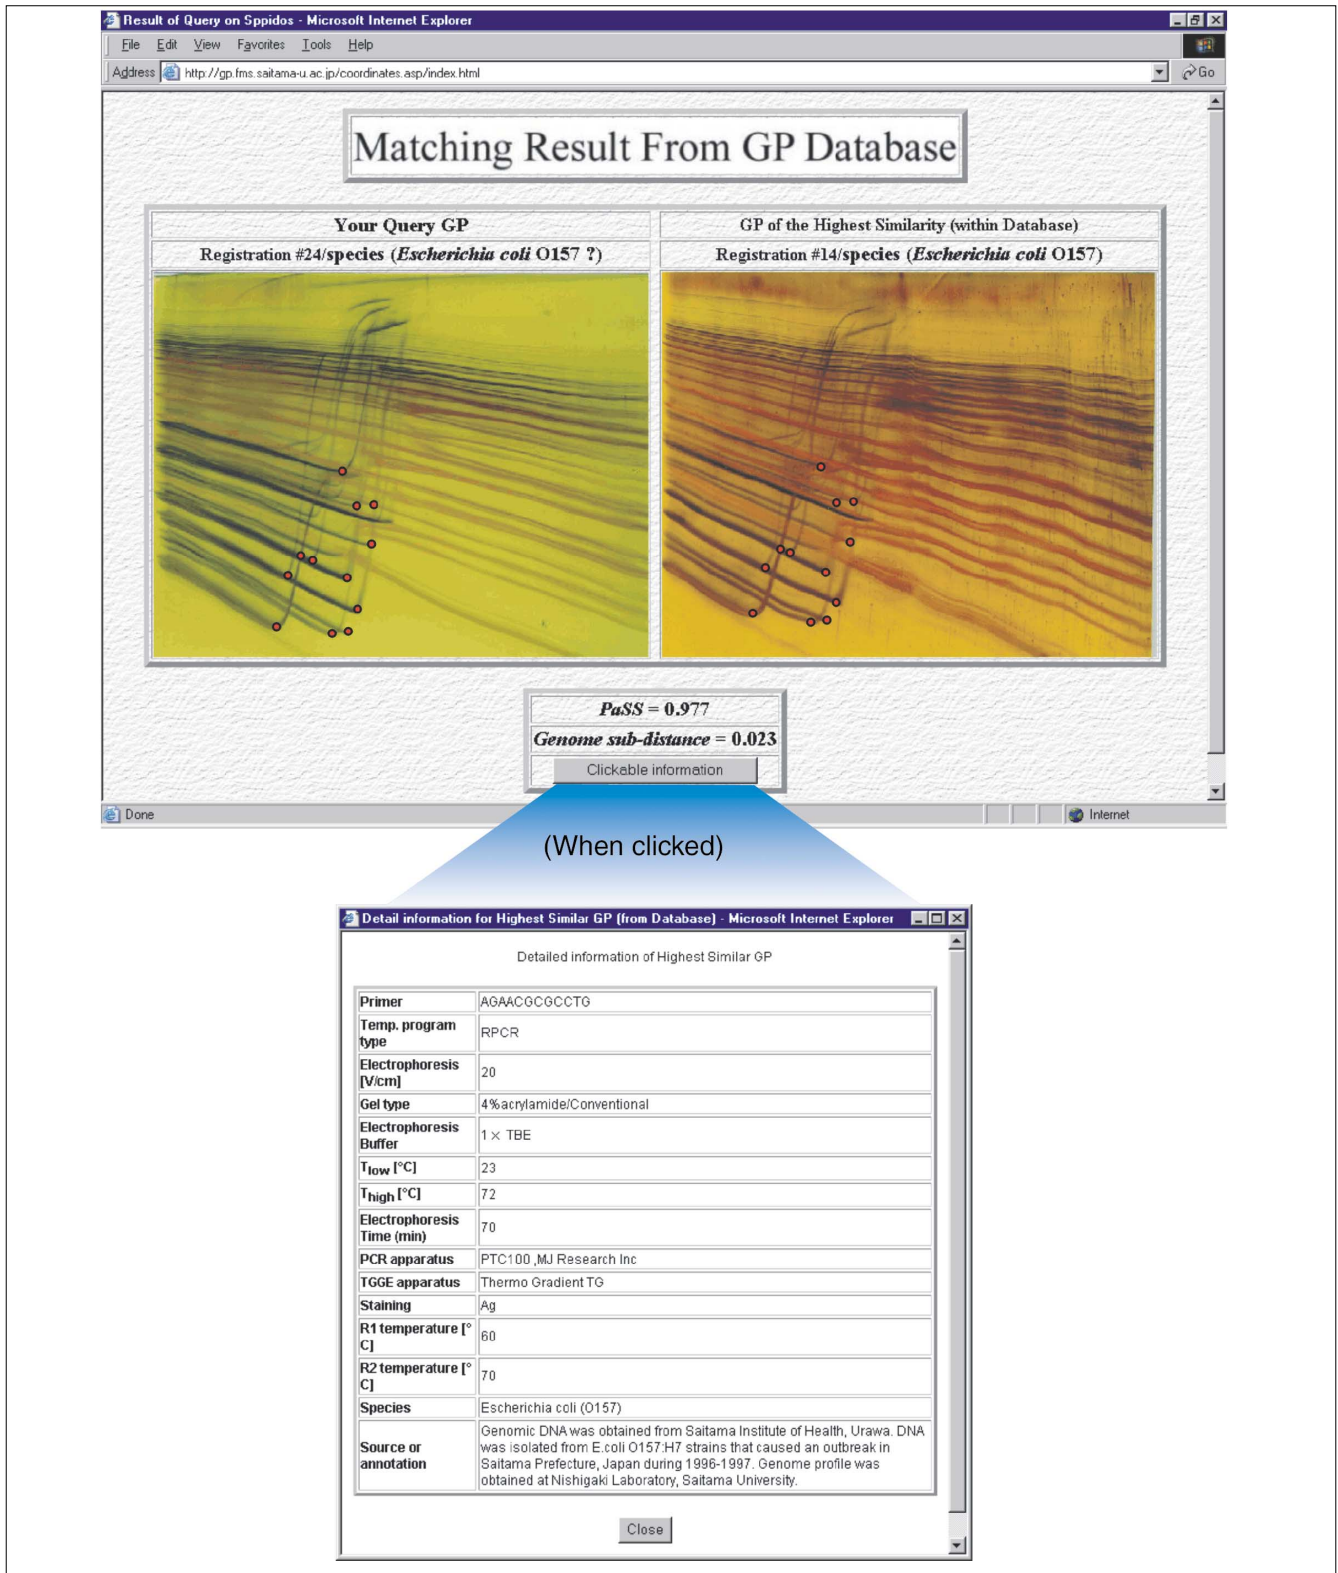 Result of Query on Sppidos - Microsoft Internet Explorer
File Edit View Favorites Tools Help
Address http://gp.fms.saitama-u.ac.jp/coordinates.asp/index.html Go
Matching Result From GP Database
Your Query GP
GP of the Highest Similarity (within Database)
Registration #24/species (Escherichia coli O157 ?)
Registration #14/species (Escherichia coli O157)
PaSS = 0.977
Genome sub-distance = 0.023
Clickable information
Done
Internet
(When clicked)
Detail information for Highest Similar GP (from Database) - Microsoft Internet Explorer
Detailed information of Highest Similar GP
Primer AGAACGCGCCTG
Temp. program
type
RPCR
Electrophoresis
[V/cm]
20
Gel type 4%acrylamide/Conventional
Electrophoresis
Buffer
1 × TBE
Tlow [°C] 23
Thigh [°C] 72
Electrophoresis
Time (min)
70
PCR apparatus PTC100 ,MJ Research Inc
TGGE apparatus Thermo Gradient TG
Staining Ag
R1 temperature [°
C]
60
R2 temperature [°
C]
70
Species Escherichia coli (O157)
Source or
annotation
Genomic DNA was obtained from Saitama Institute of Health, Urawa. DNA
was isolated from E.coli O157:H7 strains that caused an outbreak in
Saitama Prefecture, Japan during 1996-1997. Genome profile was
obtained at Nishigaki Laboratory, Saitama University.
Close